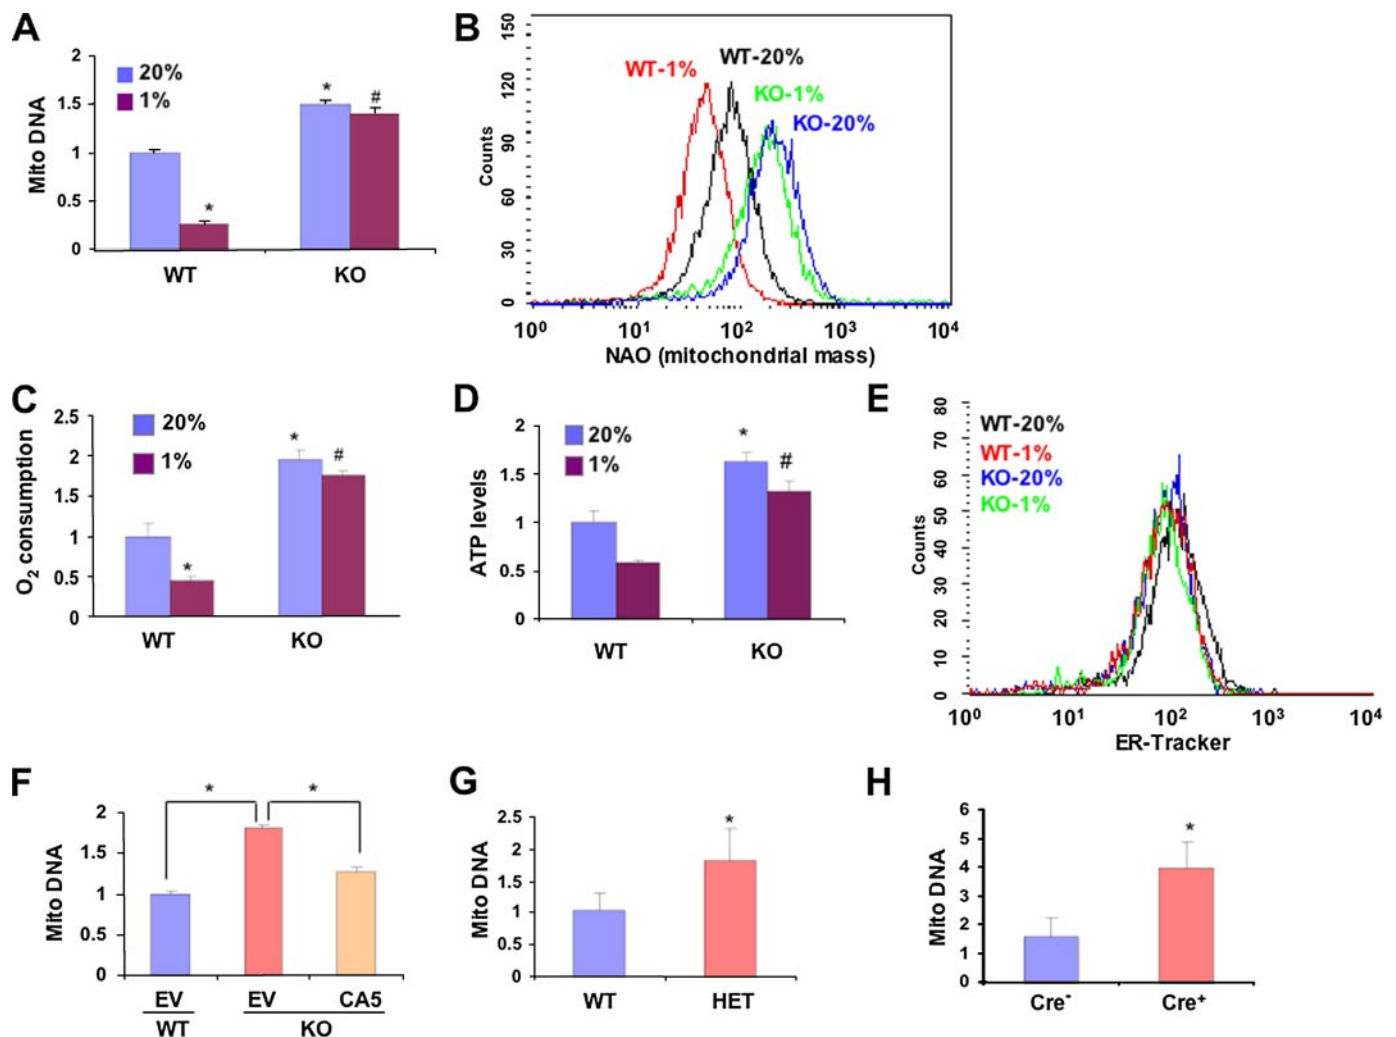 A
Mito DNA
2
1.5
1
0.5
0
20%
1%
*
*
#
WT
KO
B
Counts
150
120
90
60
30
0
WT-1%
WT-20%
KO-1%
KO-20%
10⁰
10¹
10²
10³
10⁴
NAO (mitochondrial mass)
C
O₂ consumption
2.5
2
1.5
1
0.5
0
20%
1%
*
*
#
WT
KO
D
ATP levels
2
1.5
1
0.5
0
20%
1%
*
#
WT
KO
E
Counts
80
70
60
50
40
30
20
10
0
WT-20%
WT-1%
KO-20%
KO-1%
10⁰
10¹
10²
10³
10⁴
ER-Tracker
F
Mito DNA
2
1.5
1
0.5
0
*
*
EV
EV
CA5
WT
KO
G
Mito DNA
2.5
2
1.5
1
0.5
0
*
WT
HET
H
Mito DNA
6
5
4
3
2
1
0
*
Cre⁻
Cre⁺